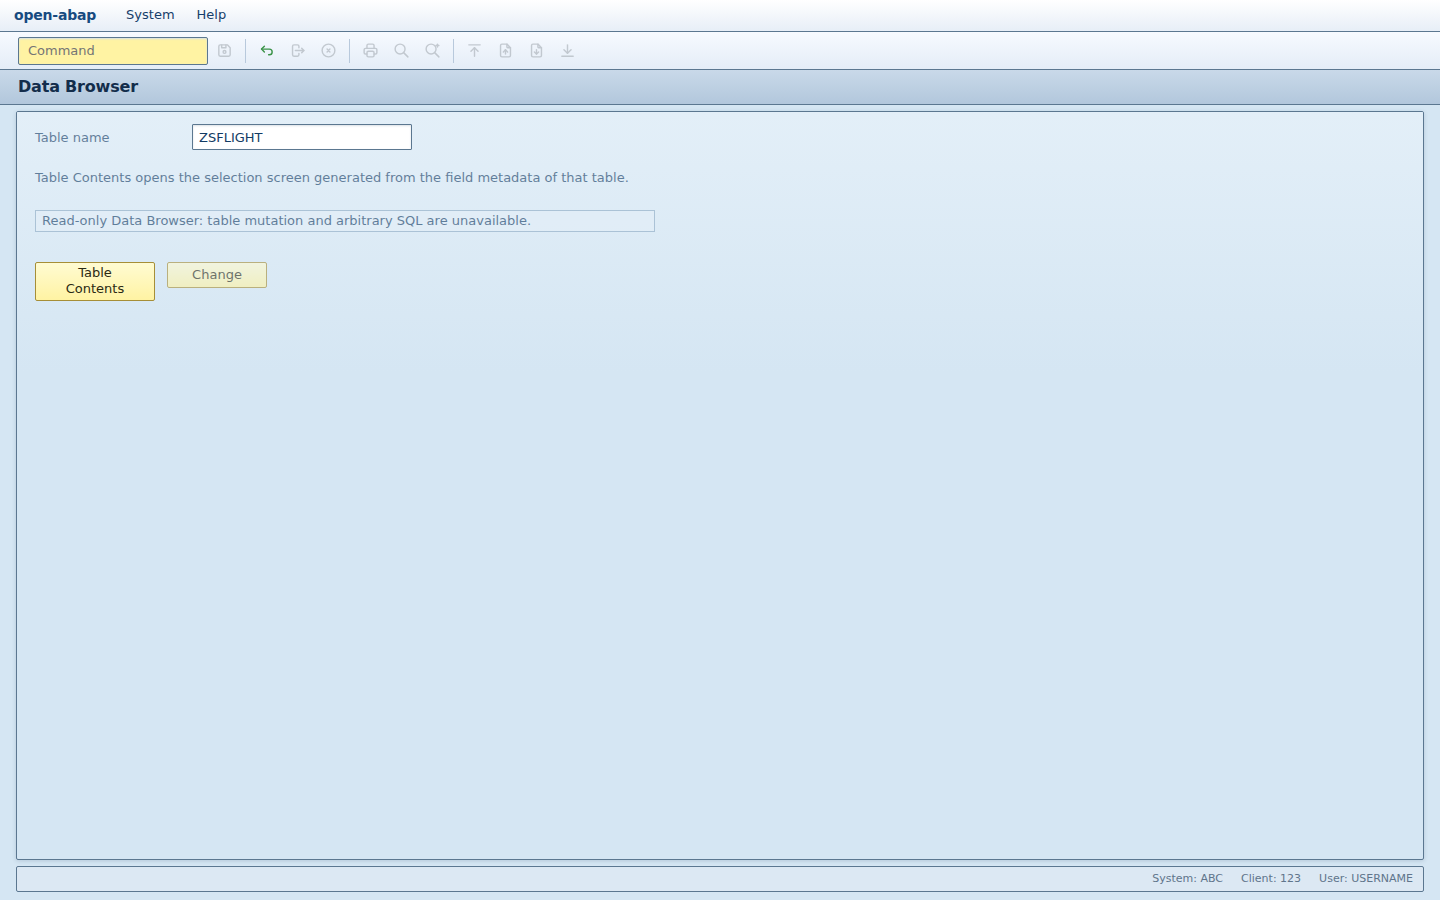 open-abap System Help
Command
Data Browser
Table name ZSFLIGHT
Table Contents opens the selection screen generated from the field metadata of that table.
Read-only Data Browser: table mutation and arbitrary SQL are unavailable.
Table
Contents
Change
System: ABC Client: 123 User: USERNAME